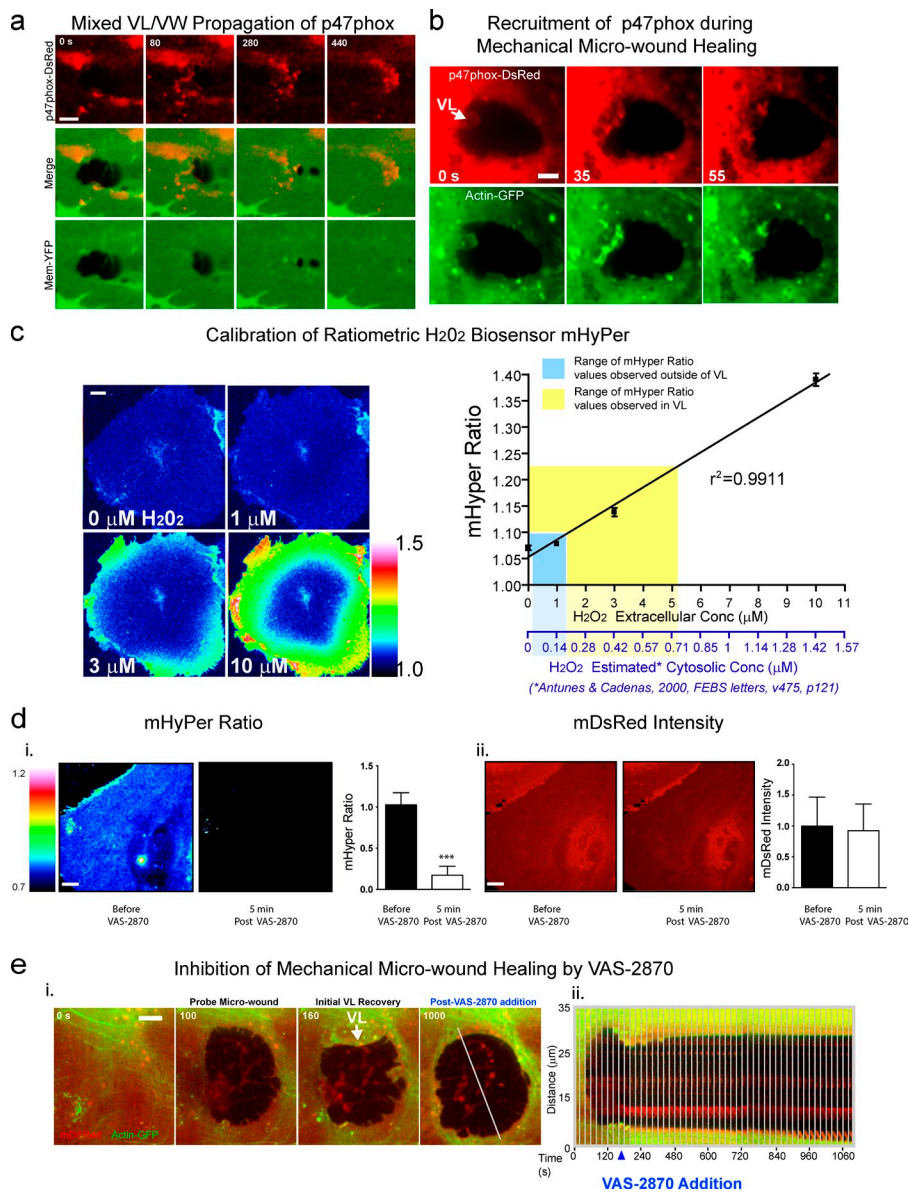 a
Mixed VL/VW Propagation of p47phox
p47phox-DsRed
0 s
80
280
440
Merge
Mem-YFP
b
Recruitment of p47phox during
Mechanical Micro-wound Healing
p47phox-DsRed
VL
0 s
35
55
Actin-GFP
c
Calibration of Ratiometric H2O2 Biosensor mHyPer
0 μM H2O2
1 μM
3 μM
10 μM
1.5
1.0
Range of mHyper Ratio
values observed outside of VL
Range of mHyper Ratio
values observed in VL
mHyper Ratio
1.40
1.35
1.30
1.25
1.20
1.15
1.10
1.05
1.00
r2=0.9911
0 1 2 3 4 5 6 7 8 9 10 11
H2O2 Extracellular Conc (μM)
0 0.14 0.28 0.42 0.56 0.71 0.85 1 1.14 1.28 1.42 1.57
H2O2 Estimated* Cytosolic Conc (μM)
(*Antunes & Cadenas, 2000, FEBS letters, v475, p121)
d
mHyPer Ratio
mDsRed Intensity
i.
1.2
0.7
Before
VAS-2870
5 min
Post VAS-2870
mHyper Ratio
1.5
1.0
0.5
0.0
***
Before
VAS-2870
5 min
Post VAS-2870
ii.
Before
VAS-2870
5 min
Post VAS-2870
mDsRed Intensity
2.0
1.5
1.0
0.5
0.0
Before
VAS-2870
5 min
Post VAS-2870
e
Inhibition of Mechanical Micro-wound Healing by VAS-2870
i.
Probe Micro-wound
Initial VL Recovery
Post-VAS-2870 addition
0 s
100
160
1000
VL
Actin-GFP
ii.
Distance (μm)
35
25
15
0
Time
(s)
0 120 240 360 480 600 720 840 960 1080
VAS-2870 Addition